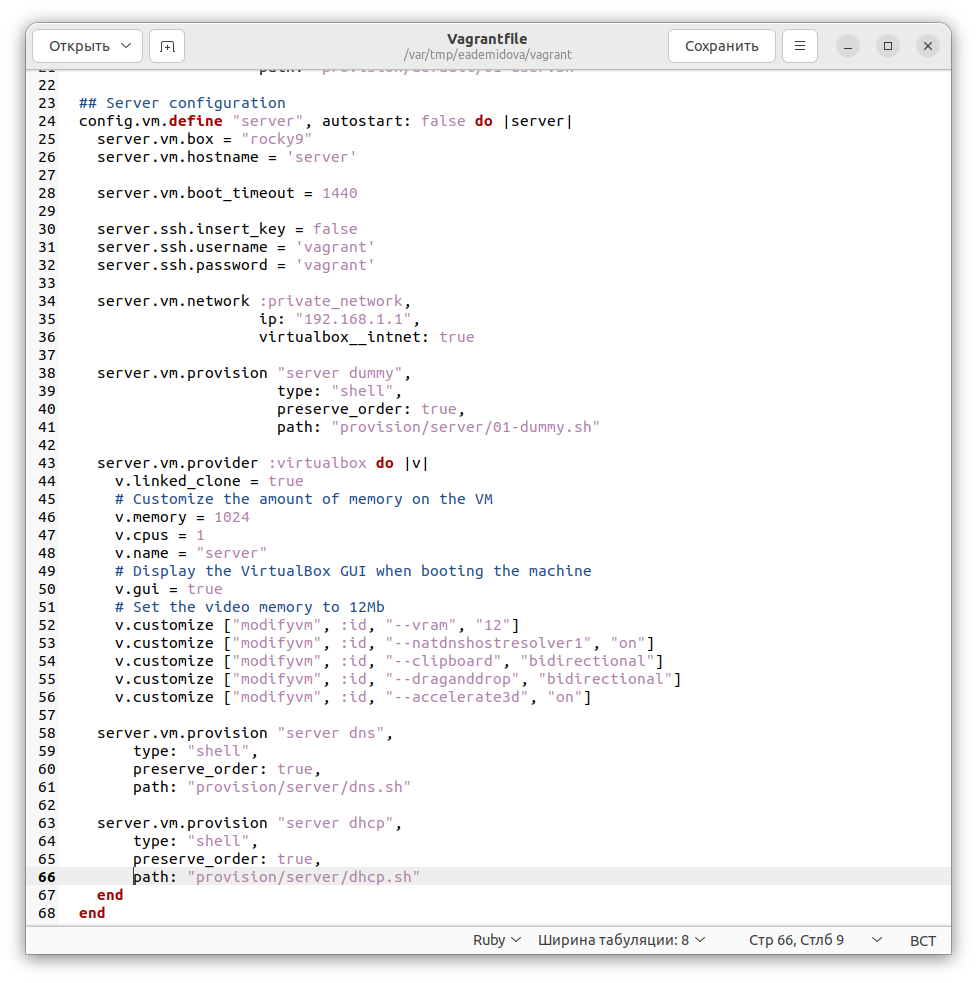 Открыть
Vagrantfile
/var/tmp/eademidova/vagrant
Сохранить
22
23 ## Server configuration
24 config.vm.define "server", autostart: false do |server|
25 server.vm.box = "rocky9"
26 server.vm.hostname = 'server'
27
28 server.vm.boot_timeout = 1440
29
30 server.ssh.insert_key = false
31 server.ssh.username = 'vagrant'
32 server.ssh.password = 'vagrant'
33
34 server.vm.network :private_network,
35 ip: "192.168.1.1",
36 virtualbox__intnet: true
37
38 server.vm.provision "server dummy",
39 type: "shell",
40 preserve_order: true,
41 path: "provision/server/01-dummy.sh"
42
43 server.vm.provider :virtualbox do |v|
44 v.linked_clone = true
45 # Customize the amount of memory on the VM
46 v.memory = 1024
47 v.cpus = 1
48 v.name = "server"
49 # Display the VirtualBox GUI when booting the machine
50 v.gui = true
51 # Set the video memory to 12Mb
52 v.customize ["modifyvm", :id, "--vram", "12"]
53 v.customize ["modifyvm", :id, "--natdnshostresolver1", "on"]
54 v.customize ["modifyvm", :id, "--clipboard", "bidirectional"]
55 v.customize ["modifyvm", :id, "--draganddrop", "bidirectional"]
56 v.customize ["modifyvm", :id, "--accelerate3d", "on"]
57
58 server.vm.provision "server dns",
59 type: "shell",
60 preserve_order: true,
61 path: "provision/server/dns.sh"
62
63 server.vm.provision "server dhcp",
64 type: "shell",
65 preserve_order: true,
66 path: "provision/server/dhcp.sh"
67 end
68 end
Ruby Ширина табуляции: 8 Стр 66, Стлб 9 ВСТ